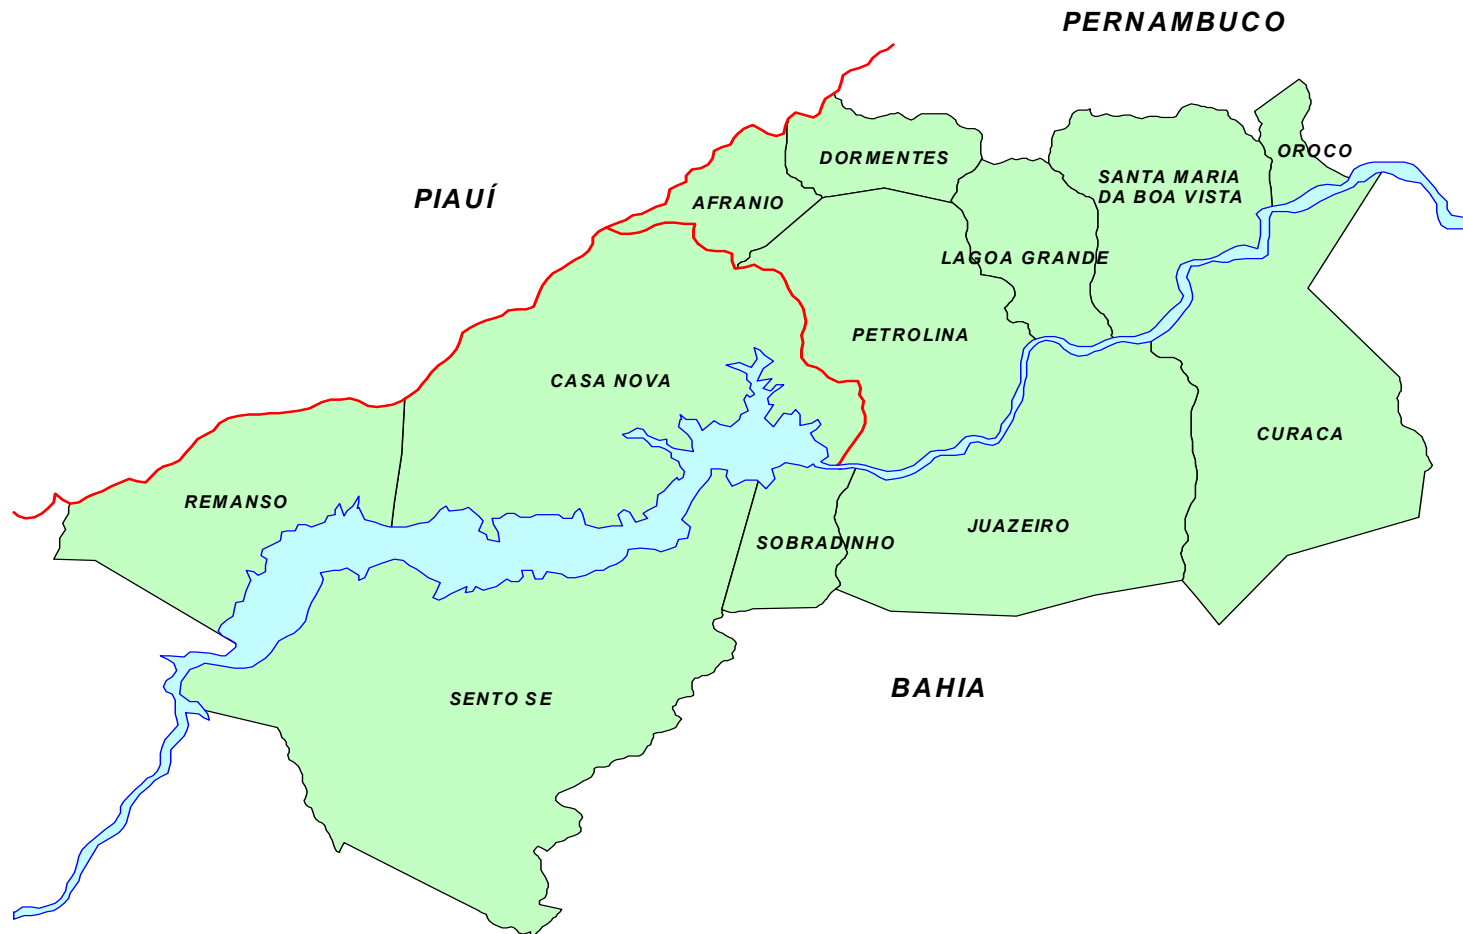 PERNAMBUCO
OROCO
DORMENTES
SANTA MARIA
DA BOA VISTA
PIAUÍ
AFRANIO
LAGOA GRANDE
PETROLINA
CASA NOVA
CURACA
REMANSO
JUAZEIRO
SOBRADINHO
BAHIA
SENTO SE